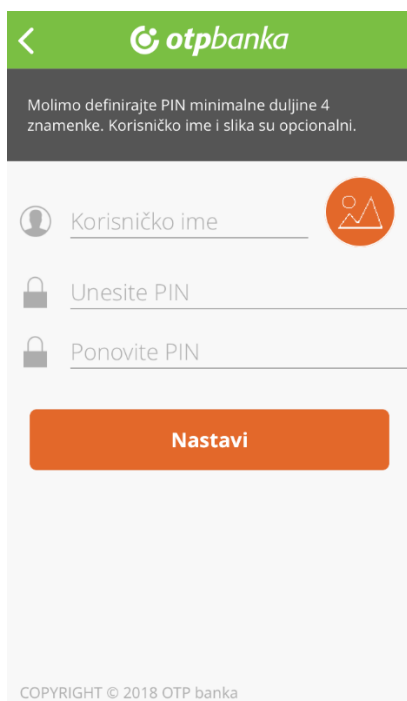 otpbanka
Molimo definirajte PIN minimalne duljine 4
znamenke. Korisničko ime i slika su opcionalni.
Korisničko ime
Unesite PIN
Ponovite PIN
Nastavi
COPYRIGHT © 2018 OTP banka